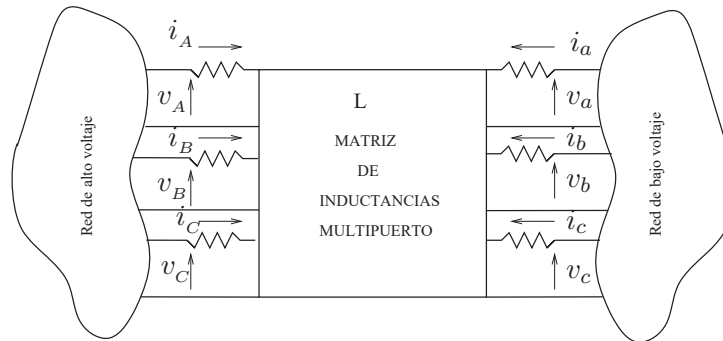 i_A
i_a
v_A
v_a
L
MATRIZ
DE
INDUCTANCIAS
MULTIPUERTO
i_B
i_b
v_B
v_b
i_C
i_c
v_C
v_c
Red de alto voltaje
Red de bajo voltaje